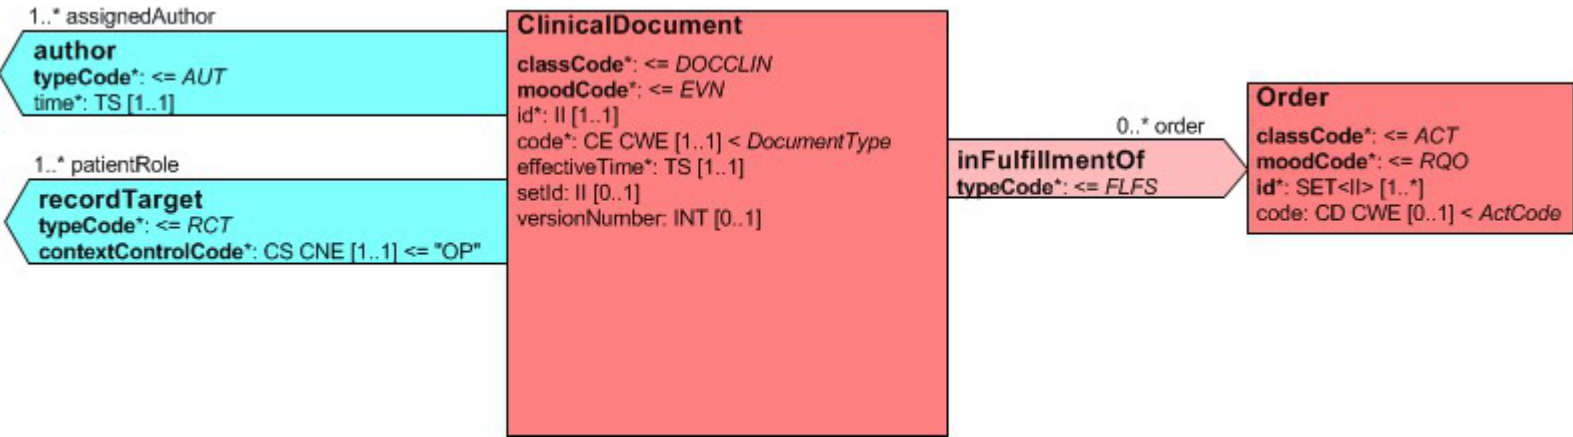 1..* assignedAuthor
author
typeCode*: <= AUT
time*: TS [1..1]
1..* patientRole
recordTarget
typeCode*: <= RCT
contextControlCode*: CS CNE [1..1] <= "OP"
ClinicalDocument
classCode*: <= DOCCLIN
moodCode*: <= EVN
id*: II [1..1]
code*: CE CWE [1..1] < DocumentType
effectiveTime*: TS [1..1]
setId: II [0..1]
versionNumber: INT [0..1]
0..* order
inFulfillmentOf
typeCode*: <= FLFS
Order
classCode*: <= ACT
moodCode*: <= RQO
id*: SET<II> [1..*]
code: CD CWE [0..1] < ActCode